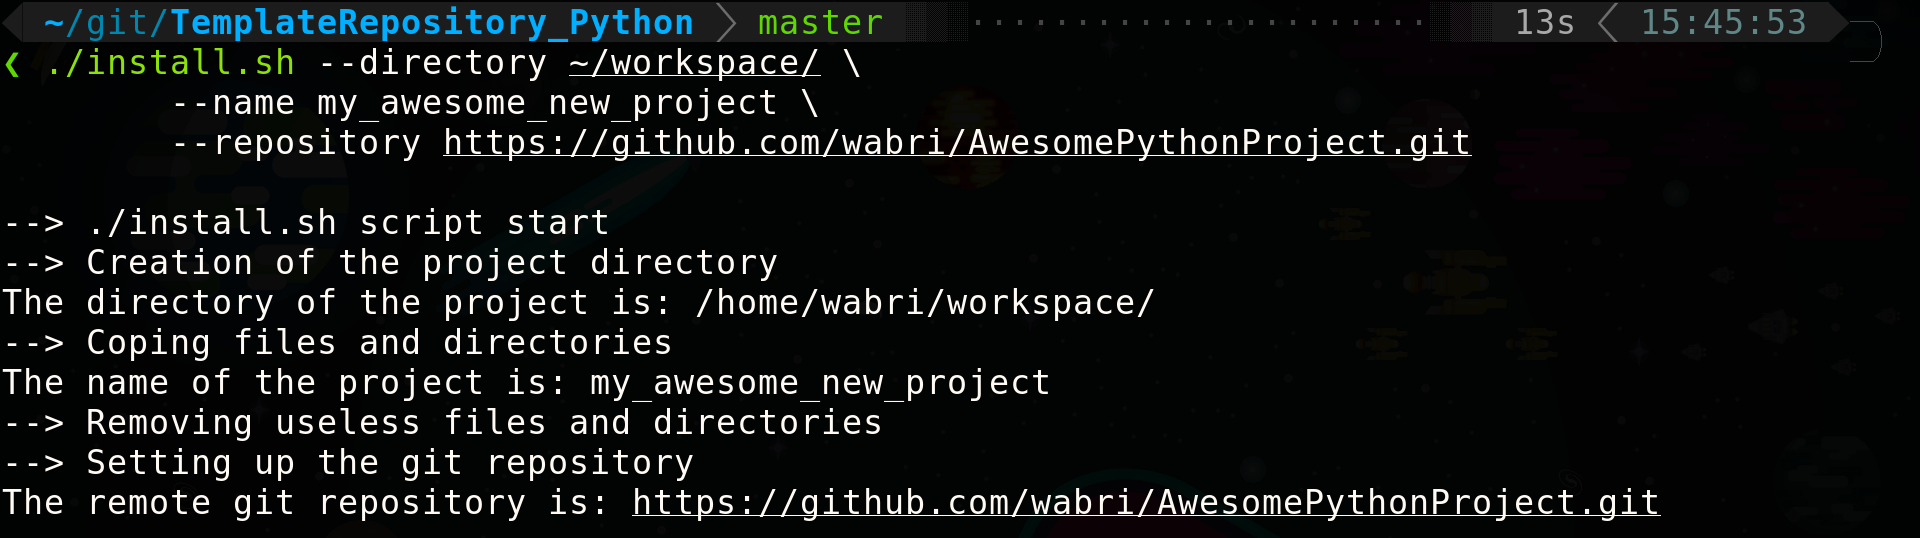 ~/git/TemplateRepository_Python master 13s 15:45:53
❮ ./install.sh --directory ~/workspace/ \
--name my_awesome_new_project \
--repository https://github.com/wabri/AwesomePythonProject.git
--> ./install.sh script start
--> Creation of the project directory
The directory of the project is: /home/wabri/workspace/
--> Coping files and directories
The name of the project is: my_awesome_new_project
--> Removing useless files and directories
--> Setting up the git repository
The remote git repository is: https://github.com/wabri/AwesomePythonProject.git